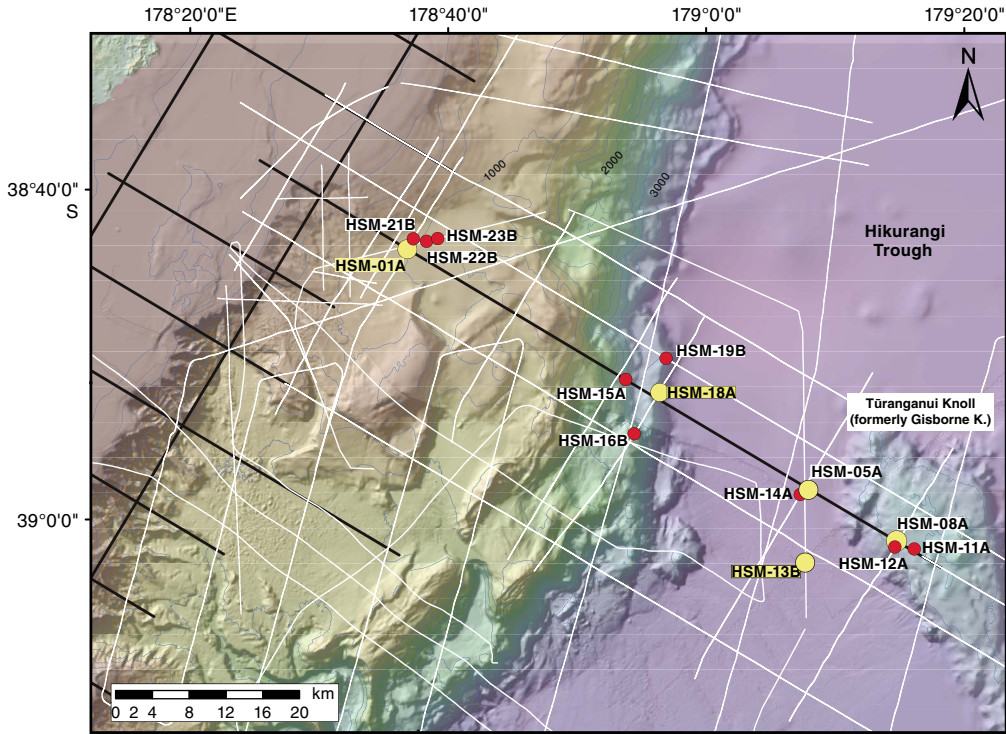 178°20'0"E
178°40'0"
179°0'0"
179°20'0"
N
1000
2000
3000
38°40'0"
S
HSM-21B
HSM-23B
HSM-01A
HSM-22B
Hikurangi
Trough
HSM-19B
HSM-15A
HSM-18A
Tūranganui Knoll
(formerly Gisborne K.)
HSM-16B
HSM-05A
HSM-14A
39°0'0"
HSM-08A
HSM-11A
HSM-12A
HSM-13B
km
0 2 4 8 12 16 20